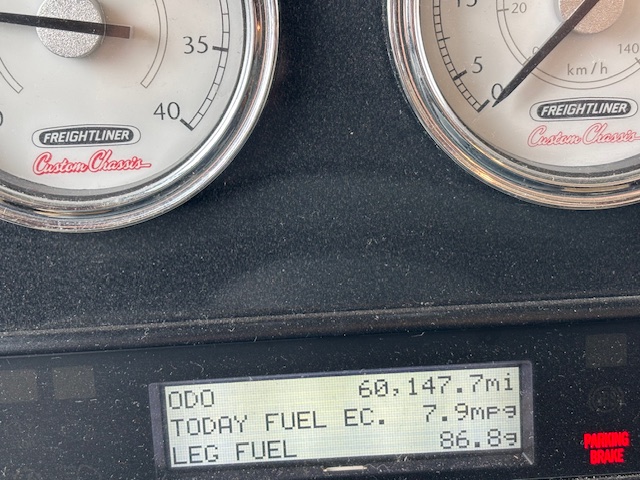 35
40
FREIGHTLINER
Custom Chassis
15
20
5
0
0
140
km/h
FREIGHTLINER
Custom Chassis
ODO 60,147.7mi
TODAY FUEL EC. 7.9mpg
LEG FUEL 86.8g
PARKING
BRAKE